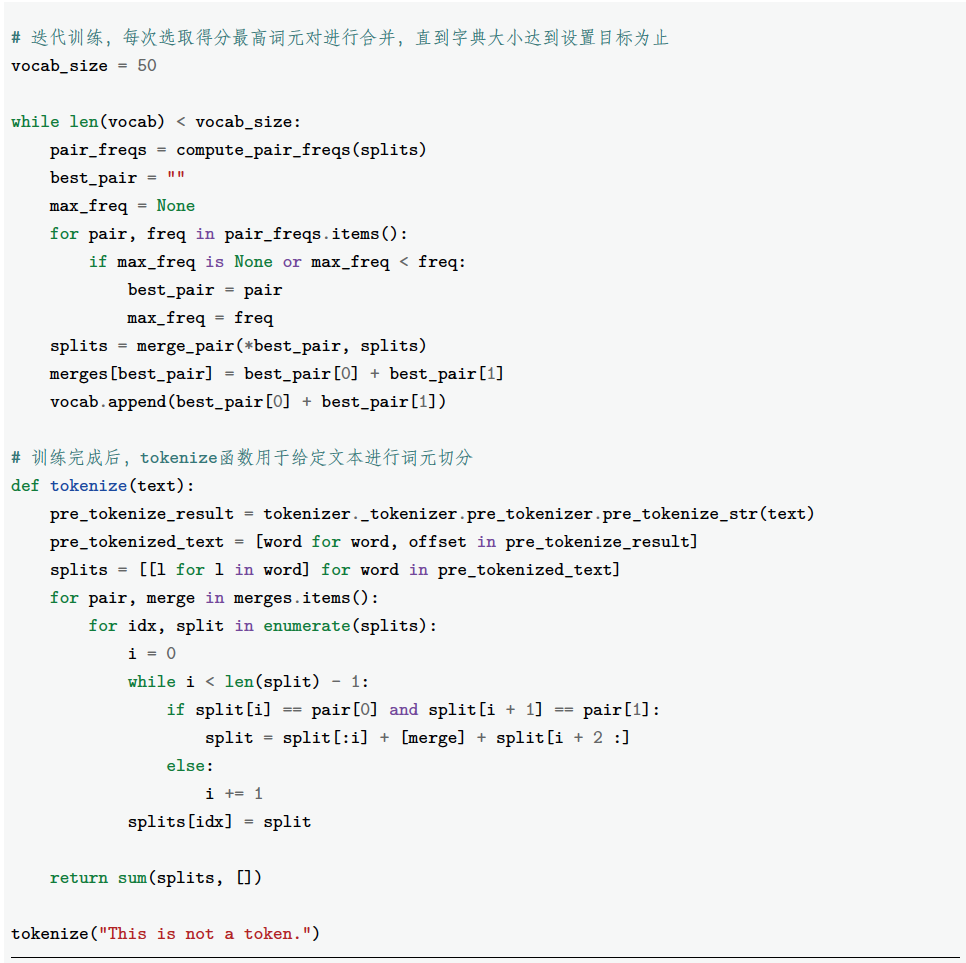 # 迭代训练，每次选取得分最高词元对进行合并，直到字典大小达到设置目标为止
vocab_size = 50

while len(vocab) < vocab_size:
    pair_freqs = compute_pair_freqs(splits)
    best_pair = ""
    max_freq = None
    for pair, freq in pair_freqs.items():
        if max_freq is None or max_freq < freq:
            best_pair = pair
            max_freq = freq
    splits = merge_pair(*best_pair, splits)
    merges[best_pair] = best_pair[0] + best_pair[1]
    vocab.append(best_pair[0] + best_pair[1])

# 训练完成后，tokenize函数用于给定文本进行词元切分
def tokenize(text):
    pre_tokenize_result = tokenizer._tokenizer.pre_tokenizer.pre_tokenize_str(text)
    pre_tokenized_text = [word for word, offset in pre_tokenize_result]
    splits = [[l for l in word] for word in pre_tokenized_text]
    for pair, merge in merges.items():
        for idx, split in enumerate(splits):
            i = 0
            while i < len(split) - 1:
                if split[i] == pair[0] and split[i + 1] == pair[1]:
                    split = split[:i] + [merge] + split[i + 2 :]
                else:
                    i += 1
            splits[idx] = split

    return sum(splits, [])

tokenize("This is not a token.")